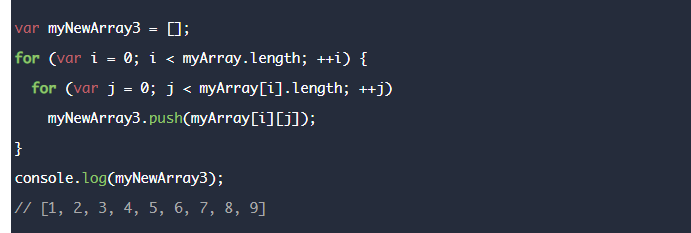 var myNewArray3 = [];
for (var i = 0; i < myArray.length; ++i) {
  for (var j = 0; j < myArray[i].length; ++j)
    myNewArray3.push(myArray[i][j]);
}
console.log(myNewArray3);
// [1, 2, 3, 4, 5, 6, 7, 8, 9]